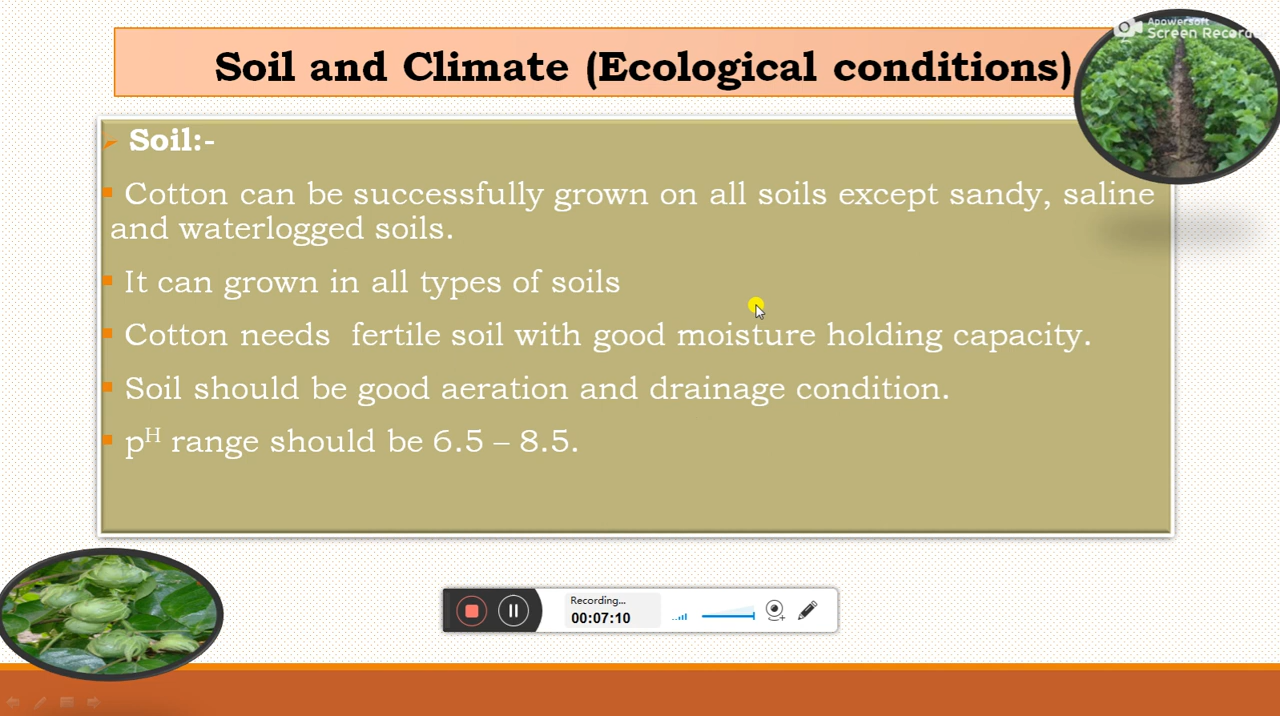 Apowersoft
Screen Recorder
Soil and Climate (Ecological conditions)
Soil:-
Cotton can be successfully grown on all soils except sandy, saline
and waterlogged soils.
It can grown in all types of soils
Cotton needs fertile soil with good moisture holding capacity.
Soil should be good aeration and drainage condition.
pH range should be 6.5 – 8.5.
Recording...
00:07:10